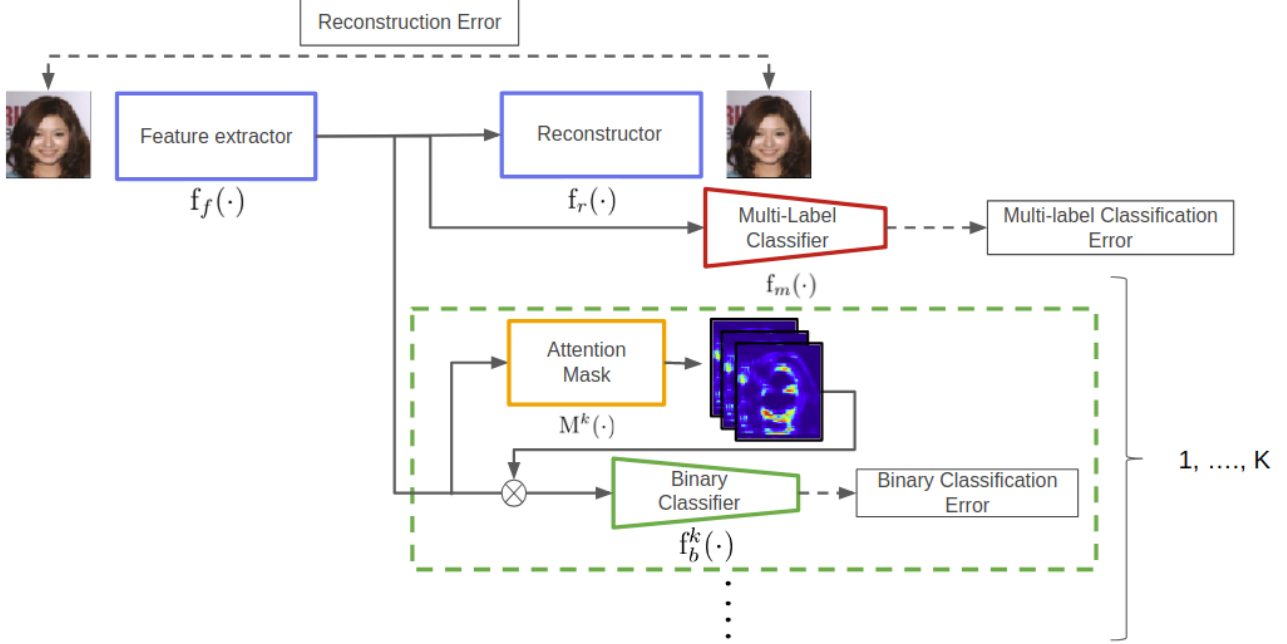 Reconstruction Error
Feature extractor
Reconstructor
f_f(·)
f_r(·)
Multi-Label
Classifier
Multi-label Classification
Error
f_m(·)
Attention
Mask
M^k(·)
1, ...., K
Binary
Classifier
Binary Classification
Error
f_b^k(·)